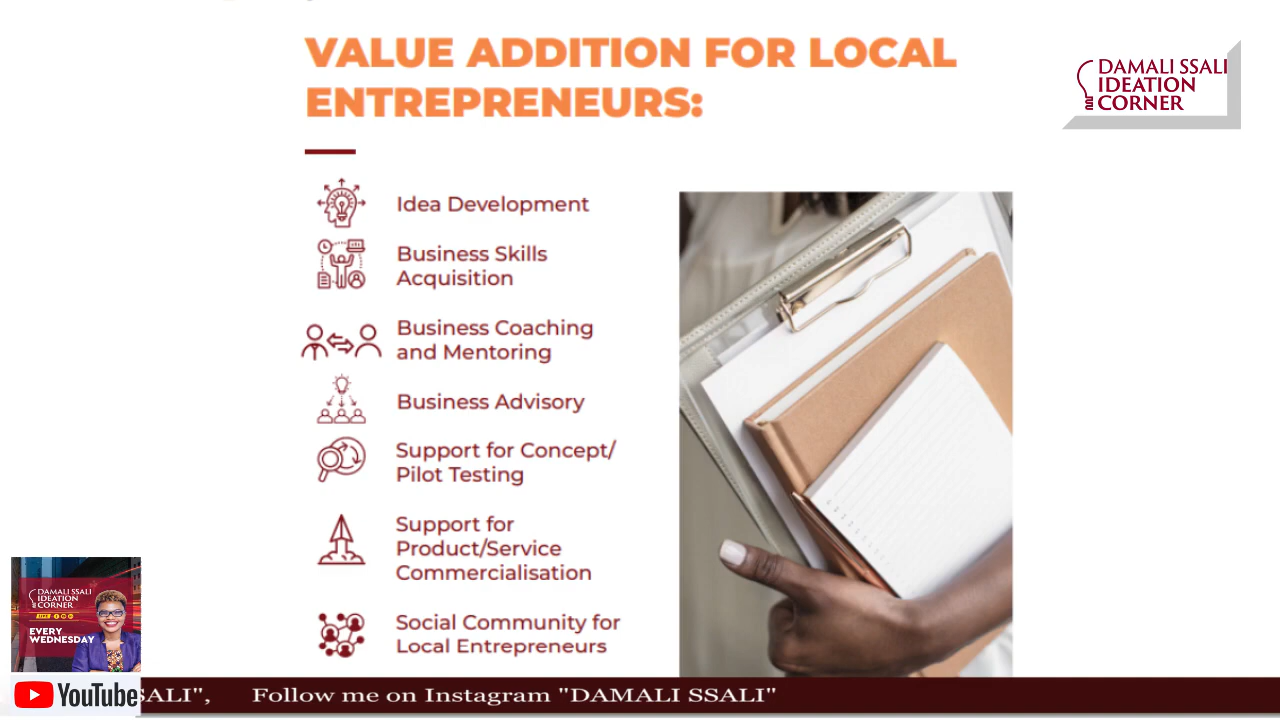 VALUE ADDITION FOR LOCAL
ENTREPRENEURS:
DAMALI SSALI
IDEATION
CORNER
Idea Development
Business Skills
Acquisition
Business Coaching
and Mentoring
Business Advisory
Support for Concept/
Pilot Testing
Support for
Product/Service
Commercialisation
Social Community for
Local Entrepreneurs
DAMALI SSALI
IDEATION
CORNER
LIVE
EVERY
WEDNESDAY
YouTube
SALI", Follow me on Instagram "DAMALI SSALI"